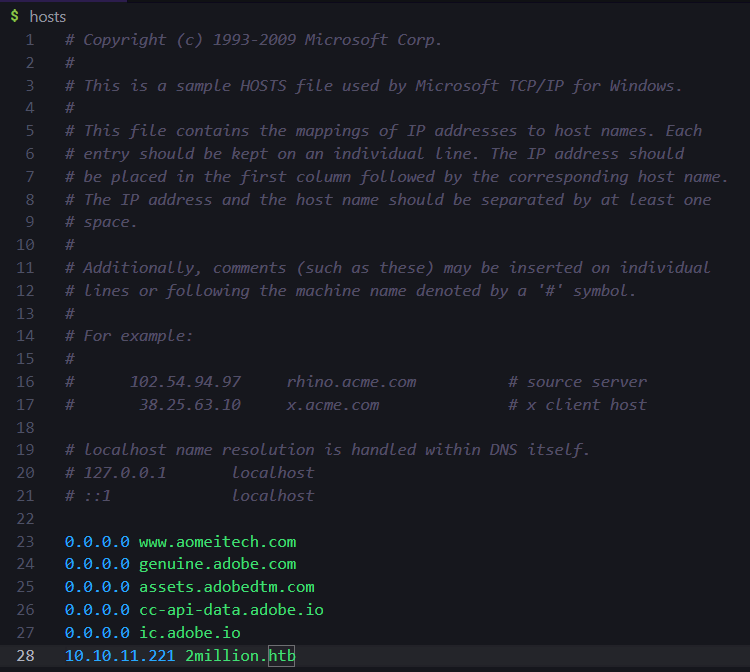 $ hosts
1 # Copyright (c) 1993-2009 Microsoft Corp.
2 #
3 # This is a sample HOSTS file used by Microsoft TCP/IP for Windows.
4 #
5 # This file contains the mappings of IP addresses to host names. Each
6 # entry should be kept on an individual line. The IP address should
7 # be placed in the first column followed by the corresponding host name.
8 # The IP address and the host name should be separated by at least one
9 # space.
10 #
11 # Additionally, comments (such as these) may be inserted on individual
12 # lines or following the machine name denoted by a '#' symbol.
13 #
14 # For example:
15 #
16 #      102.54.94.97     rhino.acme.com          # source server
17 #       38.25.63.10     x.acme.com              # x client host
18
19 # localhost name resolution is handled within DNS itself.
20 # 127.0.0.1       localhost
21 # ::1             localhost
22
23 0.0.0.0 www.aomeitech.com
24 0.0.0.0 genuine.adobe.com
25 0.0.0.0 assets.adobedtm.com
26 0.0.0.0 cc-api-data.adobe.io
27 0.0.0.0 ic.adobe.io
28 10.10.11.221 2million.htb